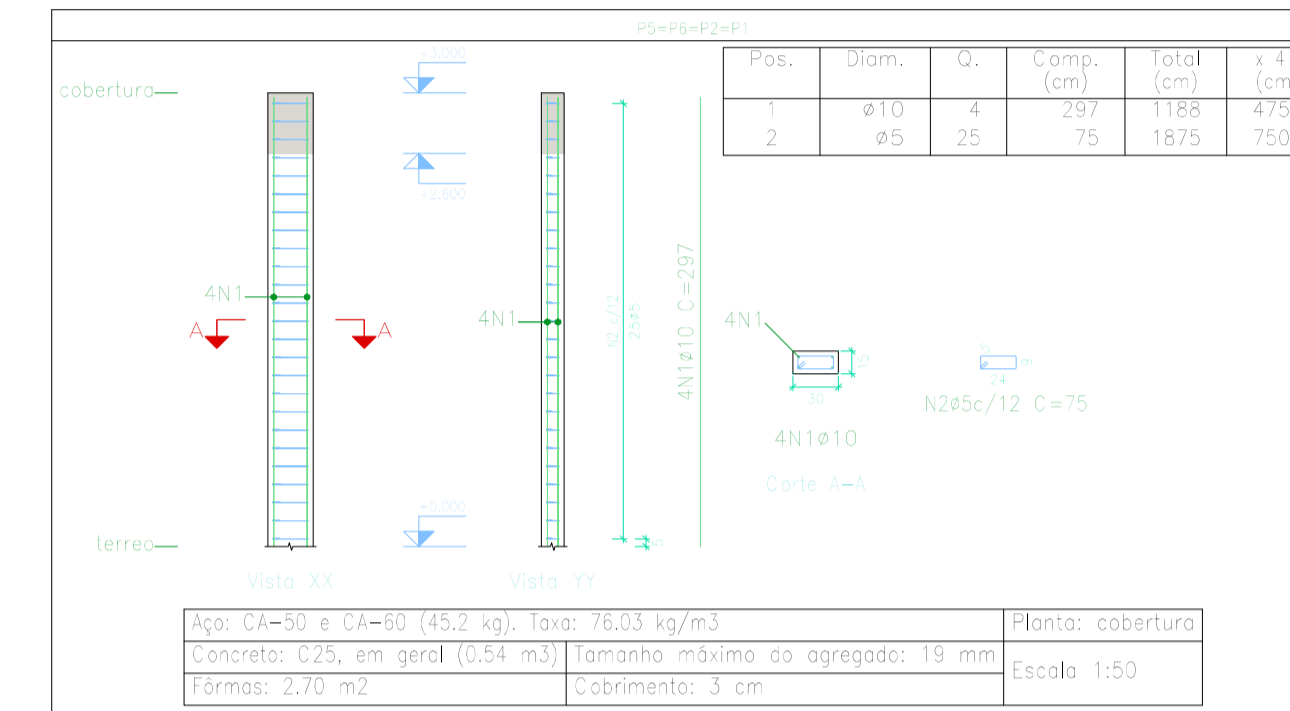 P5=P6=P2=P1
Pos. Diam. Q. Comp. (cm) Total (cm) x 4 (cm
1 ø10 4 297 1188 475
2 ø5 25 75 1875 750
cobertura
+3.000
+2.600
4N1
A A
4N1
N2 c/12
25ø5
4N1ø10 C=297
4N1
15
30
4N1ø10
Corte A-A
5
9
24
N2ø5c/12 C=75
+0.000
terreo
5
Vista XX
Vista YY
Aço: CA-50 e CA-60 (45.2 kg). Taxa: 76.03 kg/m3
Planta: cobertura
Concreto: C25, em geral (0.54 m3)
Tamanho máximo do agregado: 19 mm
Escala 1:50
Fôrmas: 2.70 m2
Cobrimento: 3 cm